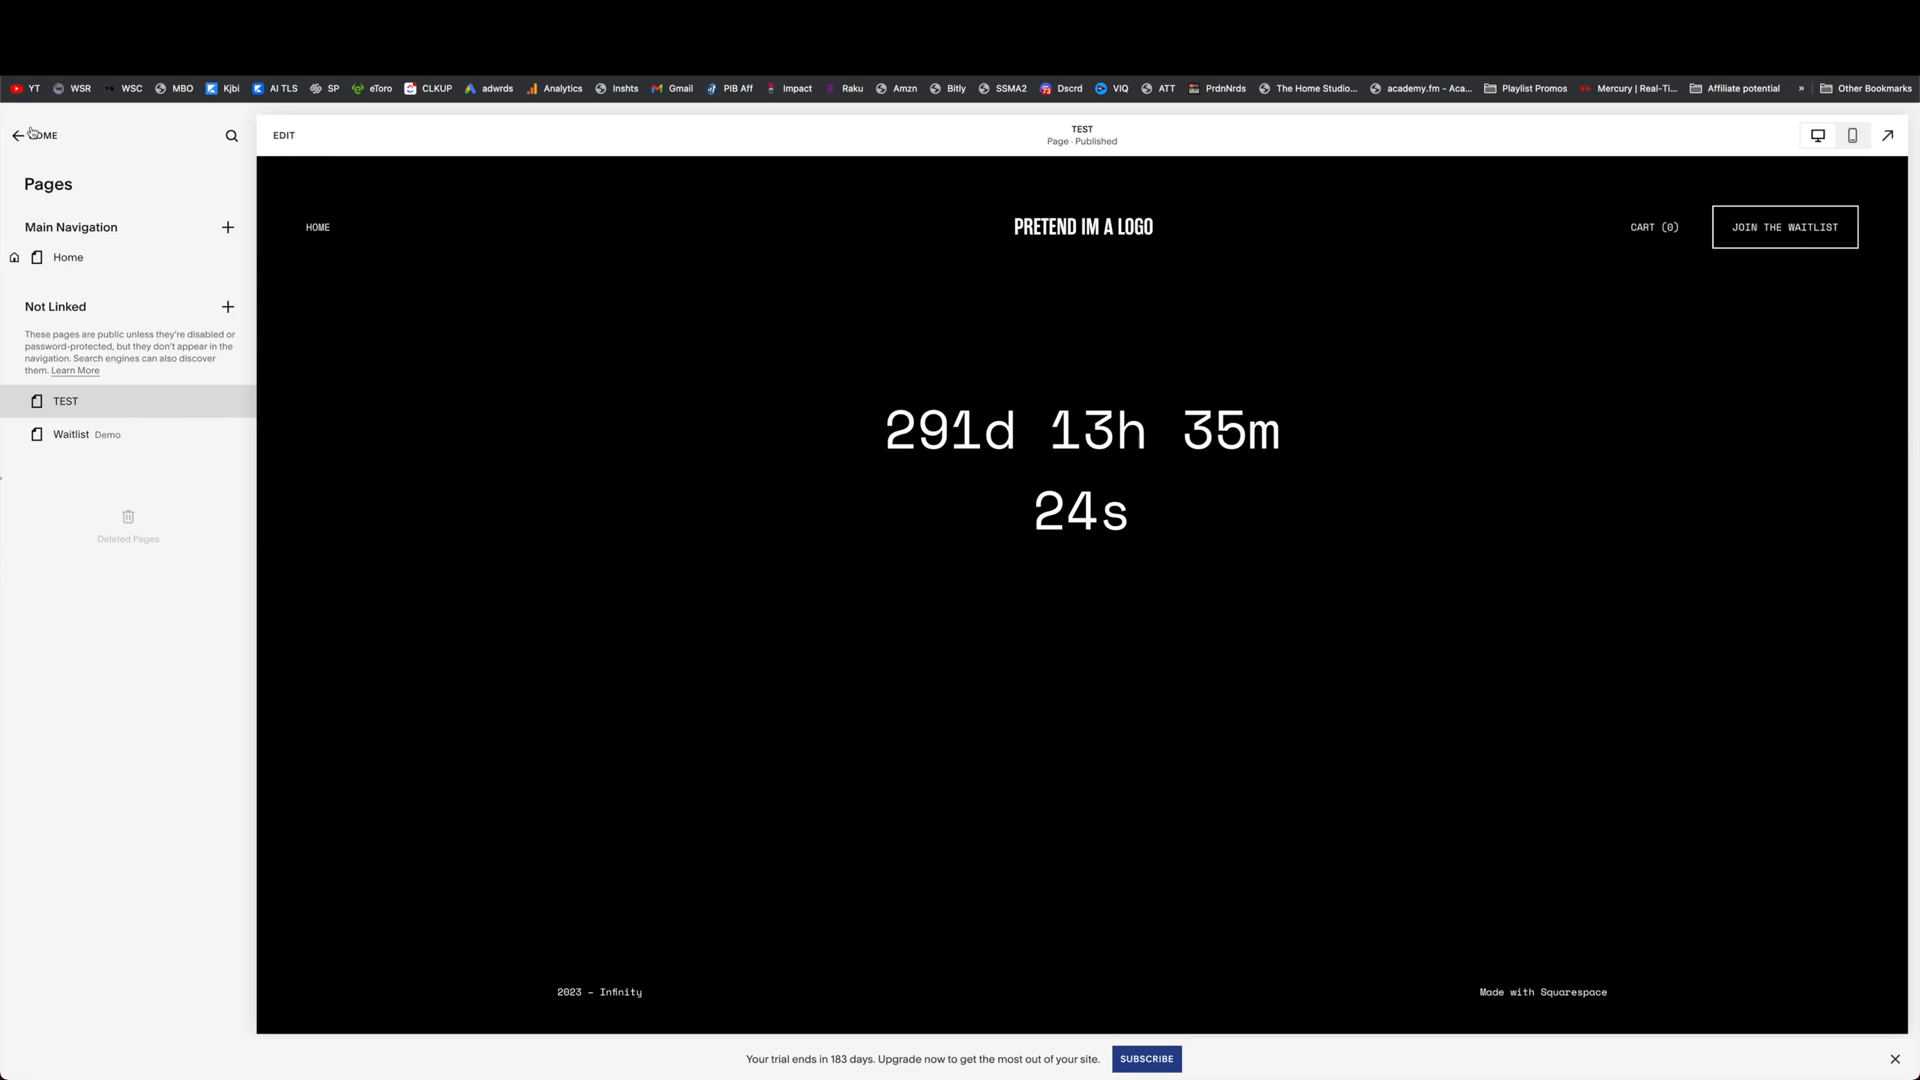 YT WSR WSC MBO Kjbi AI TLS SP eToro CLKUP adwrds Analytics Inshts Gmail PIB Aff Impact Raku Amzn Bitly SSMA2 Dscrd VIQ ATT PrdnNrds The Home Studio... academy.fm - Aca... Playlist Promos Mercury | Real-Ti... Affiliate potential » Other Bookmarks
EDIT
TEST
Page · Published
Pages
Main Navigation
Home
Not Linked
These pages are public unless they're disabled or
password-protected, but they don't appear in the
navigation. Search engines can also discover
them. Learn More
TEST
Waitlist Demo
Deleted Pages
HOME
PRETEND IM A LOGO
CART (0)
JOIN THE WAITLIST
291d 13h 35m
24s
2023 – Infinity
Made with Squarespace
Your trial ends in 183 days. Upgrade now to get the most out of your site. SUBSCRIBE